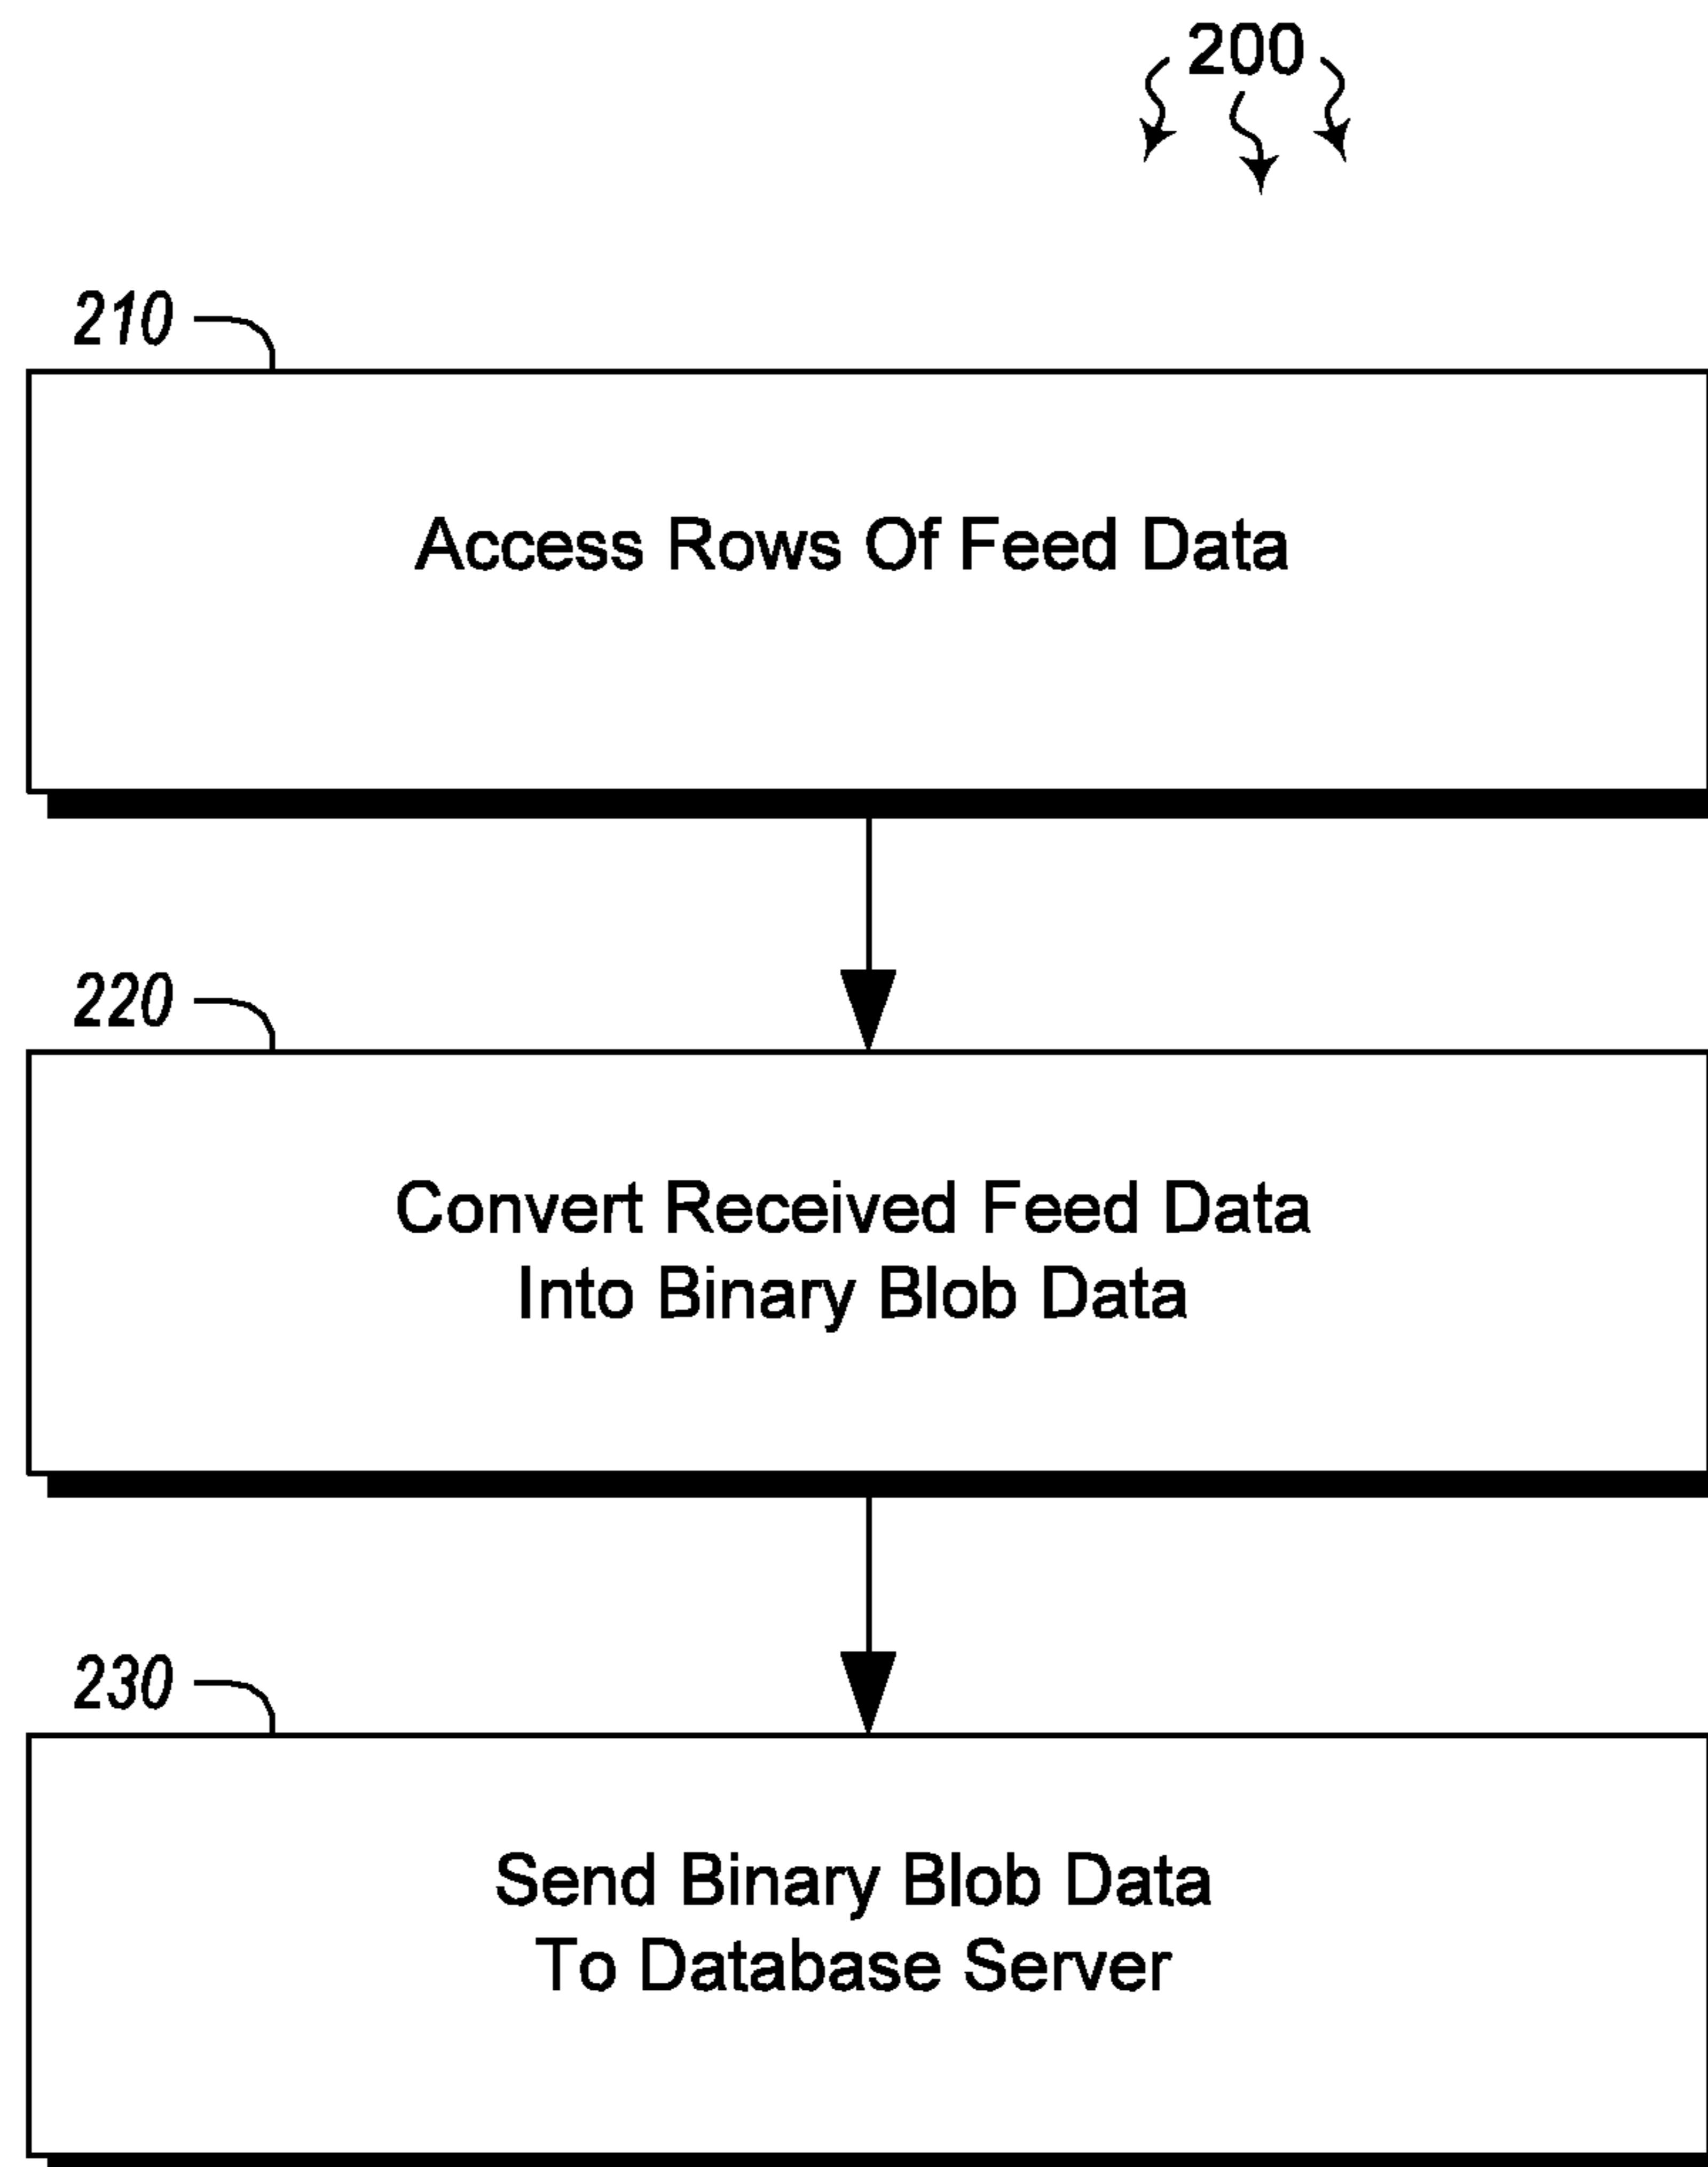 200
210
Access Rows Of Feed Data
220
Convert Received Feed Data
Into Binary Blob Data
230
Send Binary Blob Data
To Database Server